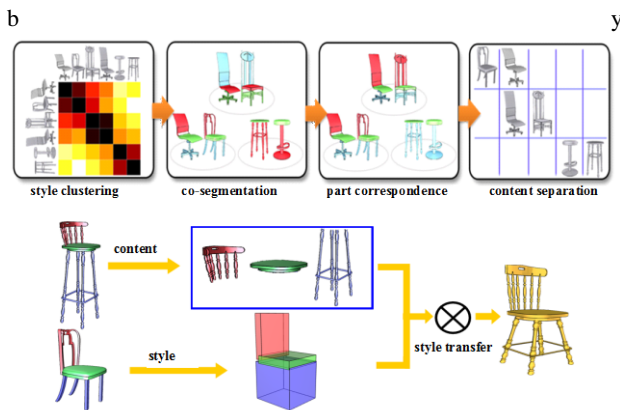 b y
style clustering co-segmentation part correspondence content separation
content
style
style transfer